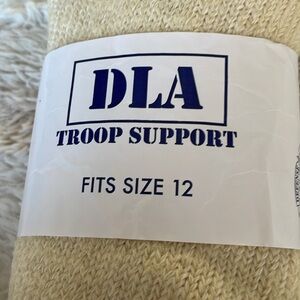 DLA
TROOP SUPPORT
FITS SIZE 12